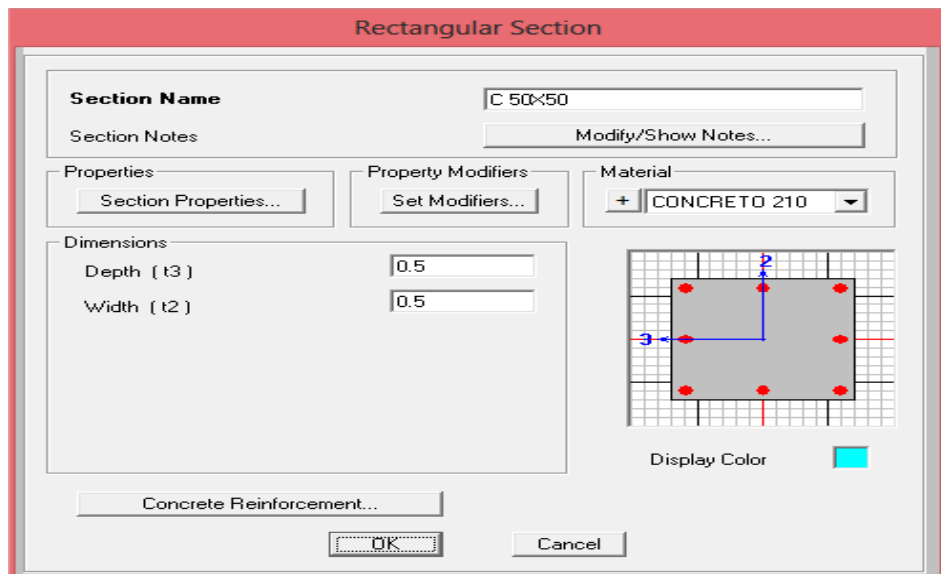 Rectangular Section
Section Name
C 50X50
Section Notes
Modify/Show Notes...
Properties
Property Modifiers
Material
Section Properties...
Set Modifiers...
+
CONCRETO 210
Dimensions
Depth ( t3 )
0.5
Width ( t2 )
0.5
2
3
Display Color
Concrete Reinforcement...
OK
Cancel